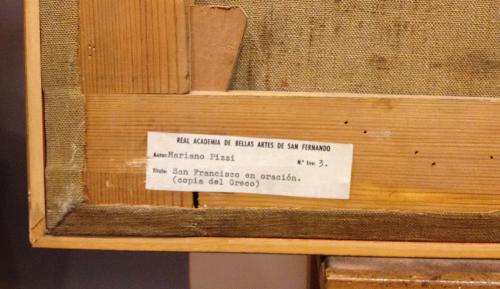 REAL ACADEMIA DE BELLAS ARTES DE SAN FERNANDO
Autor: Mariano Pizzi N.º Inv: 3.
Título: San Francisco en oración.
(copia del Greco)